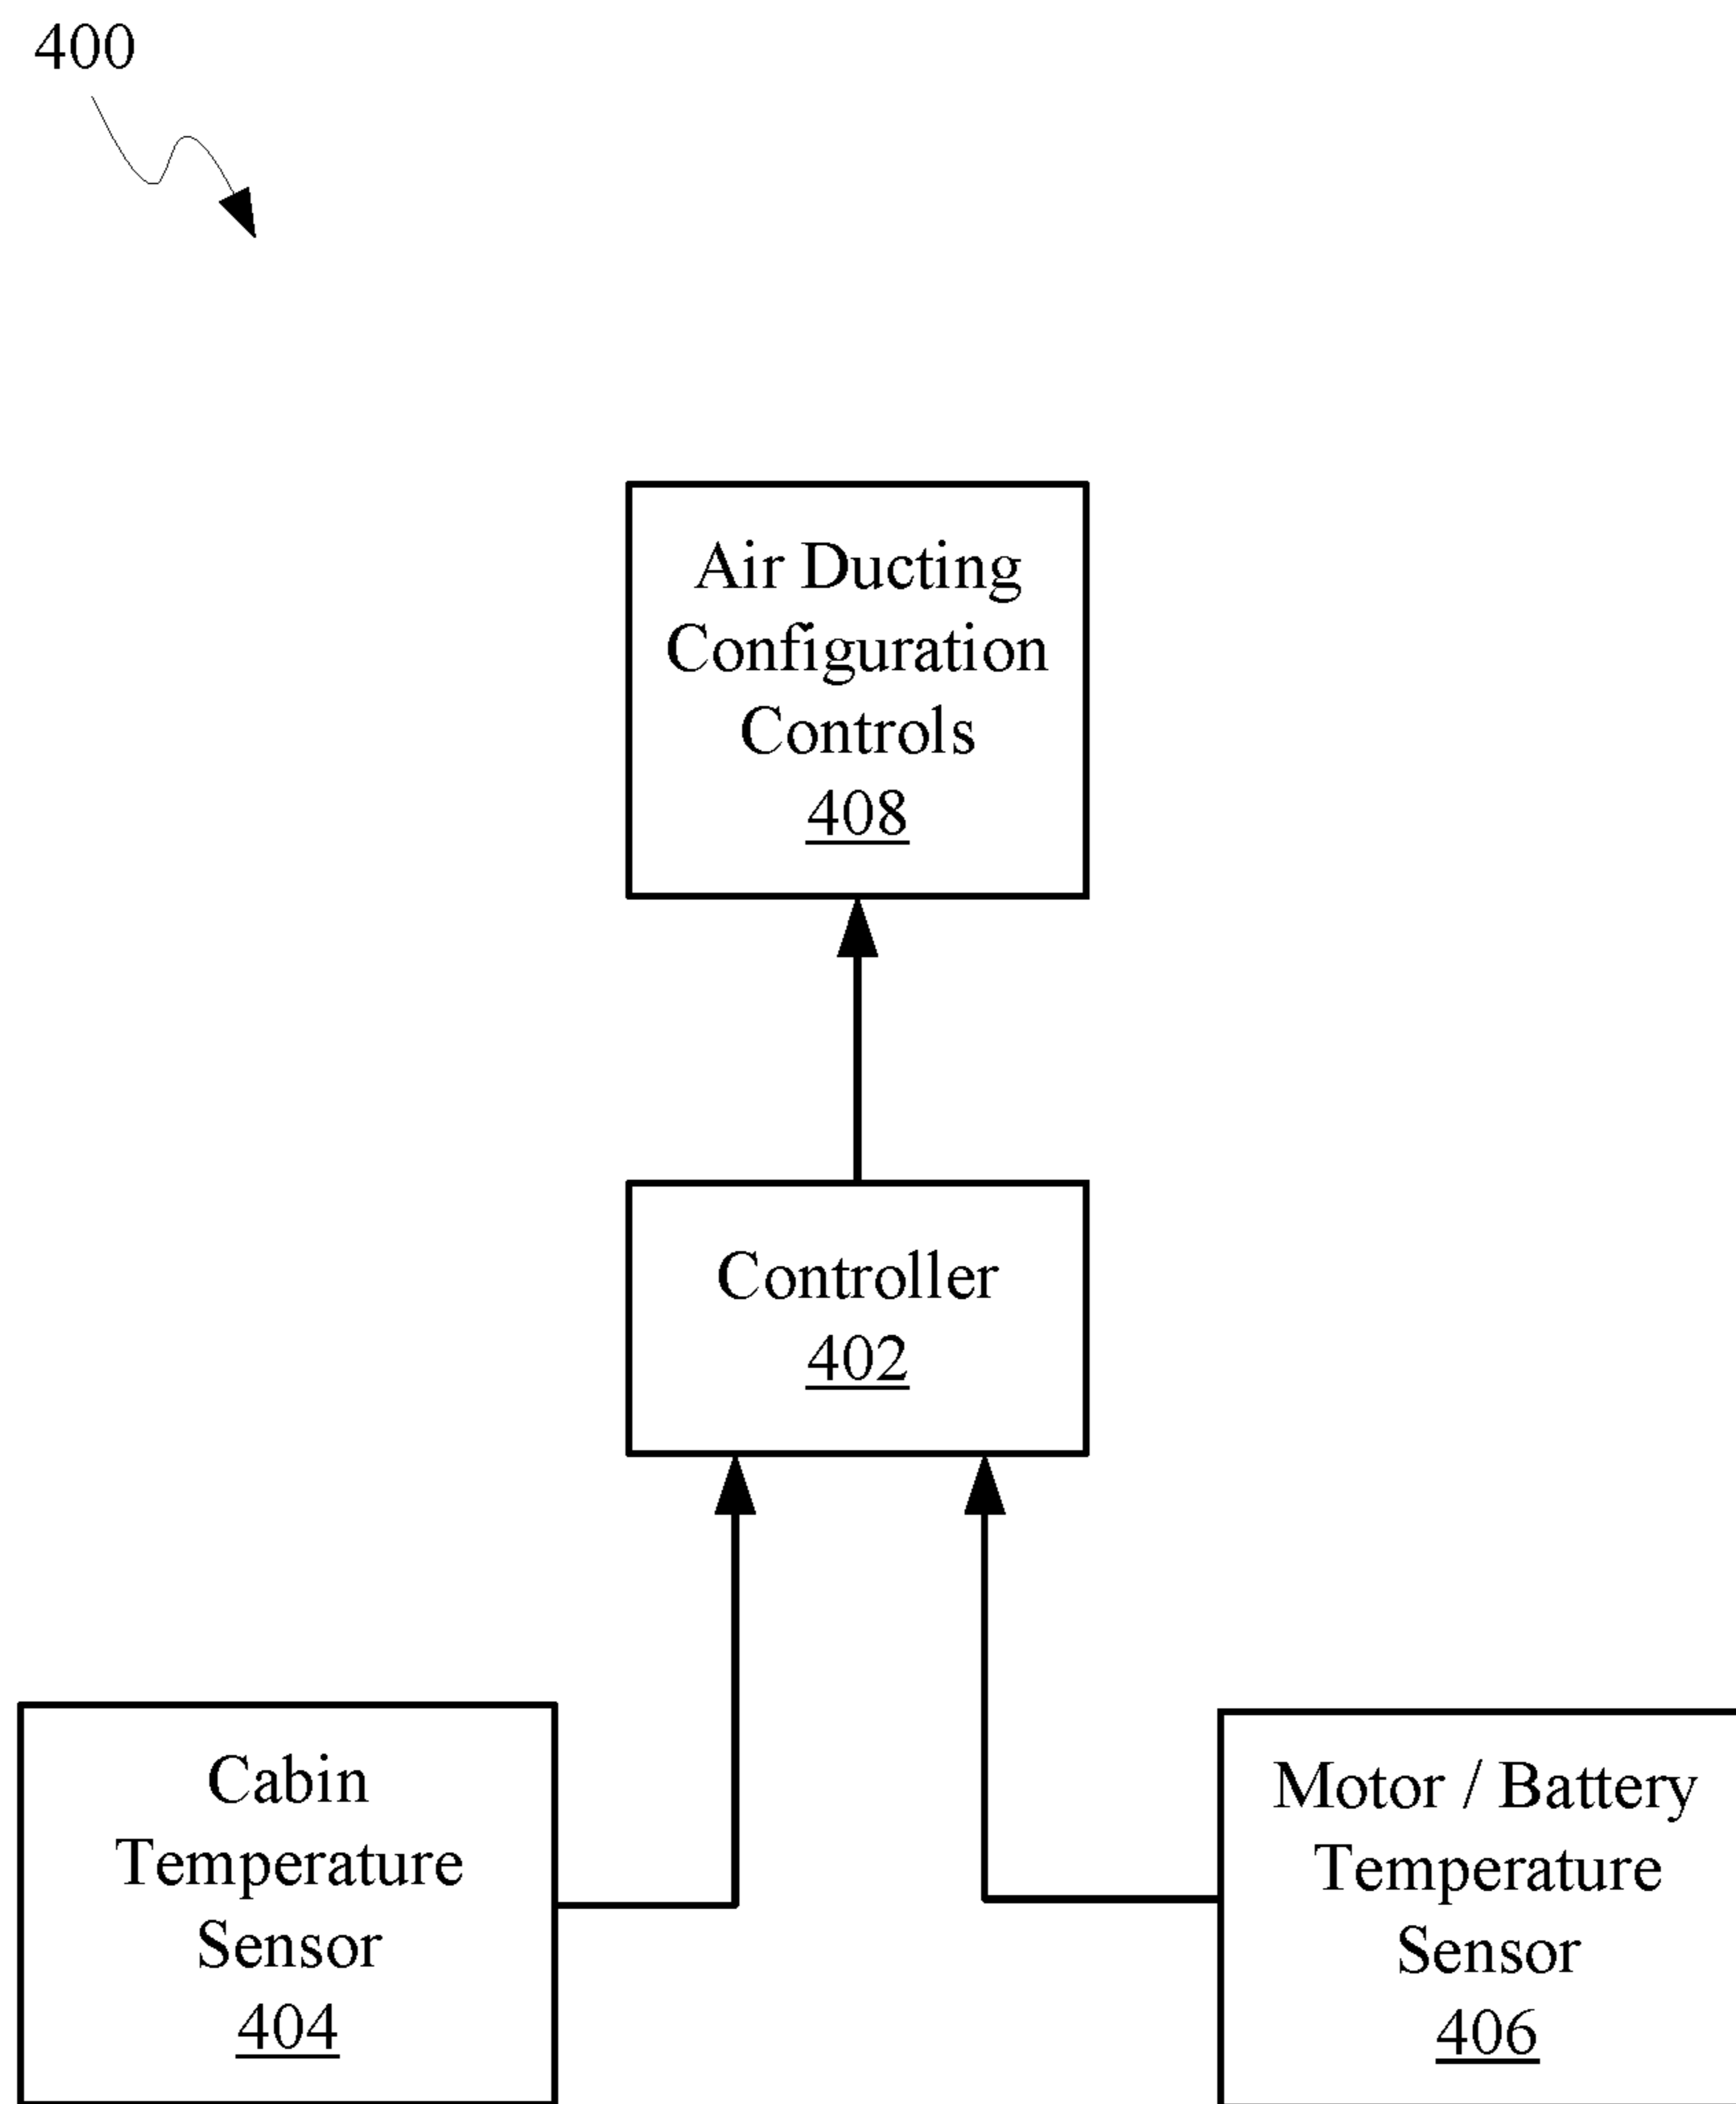 400
Air Ducting
Configuration
Controls
408
Controller
402
Cabin
Temperature
Sensor
404
Motor / Battery
Temperature
Sensor
406